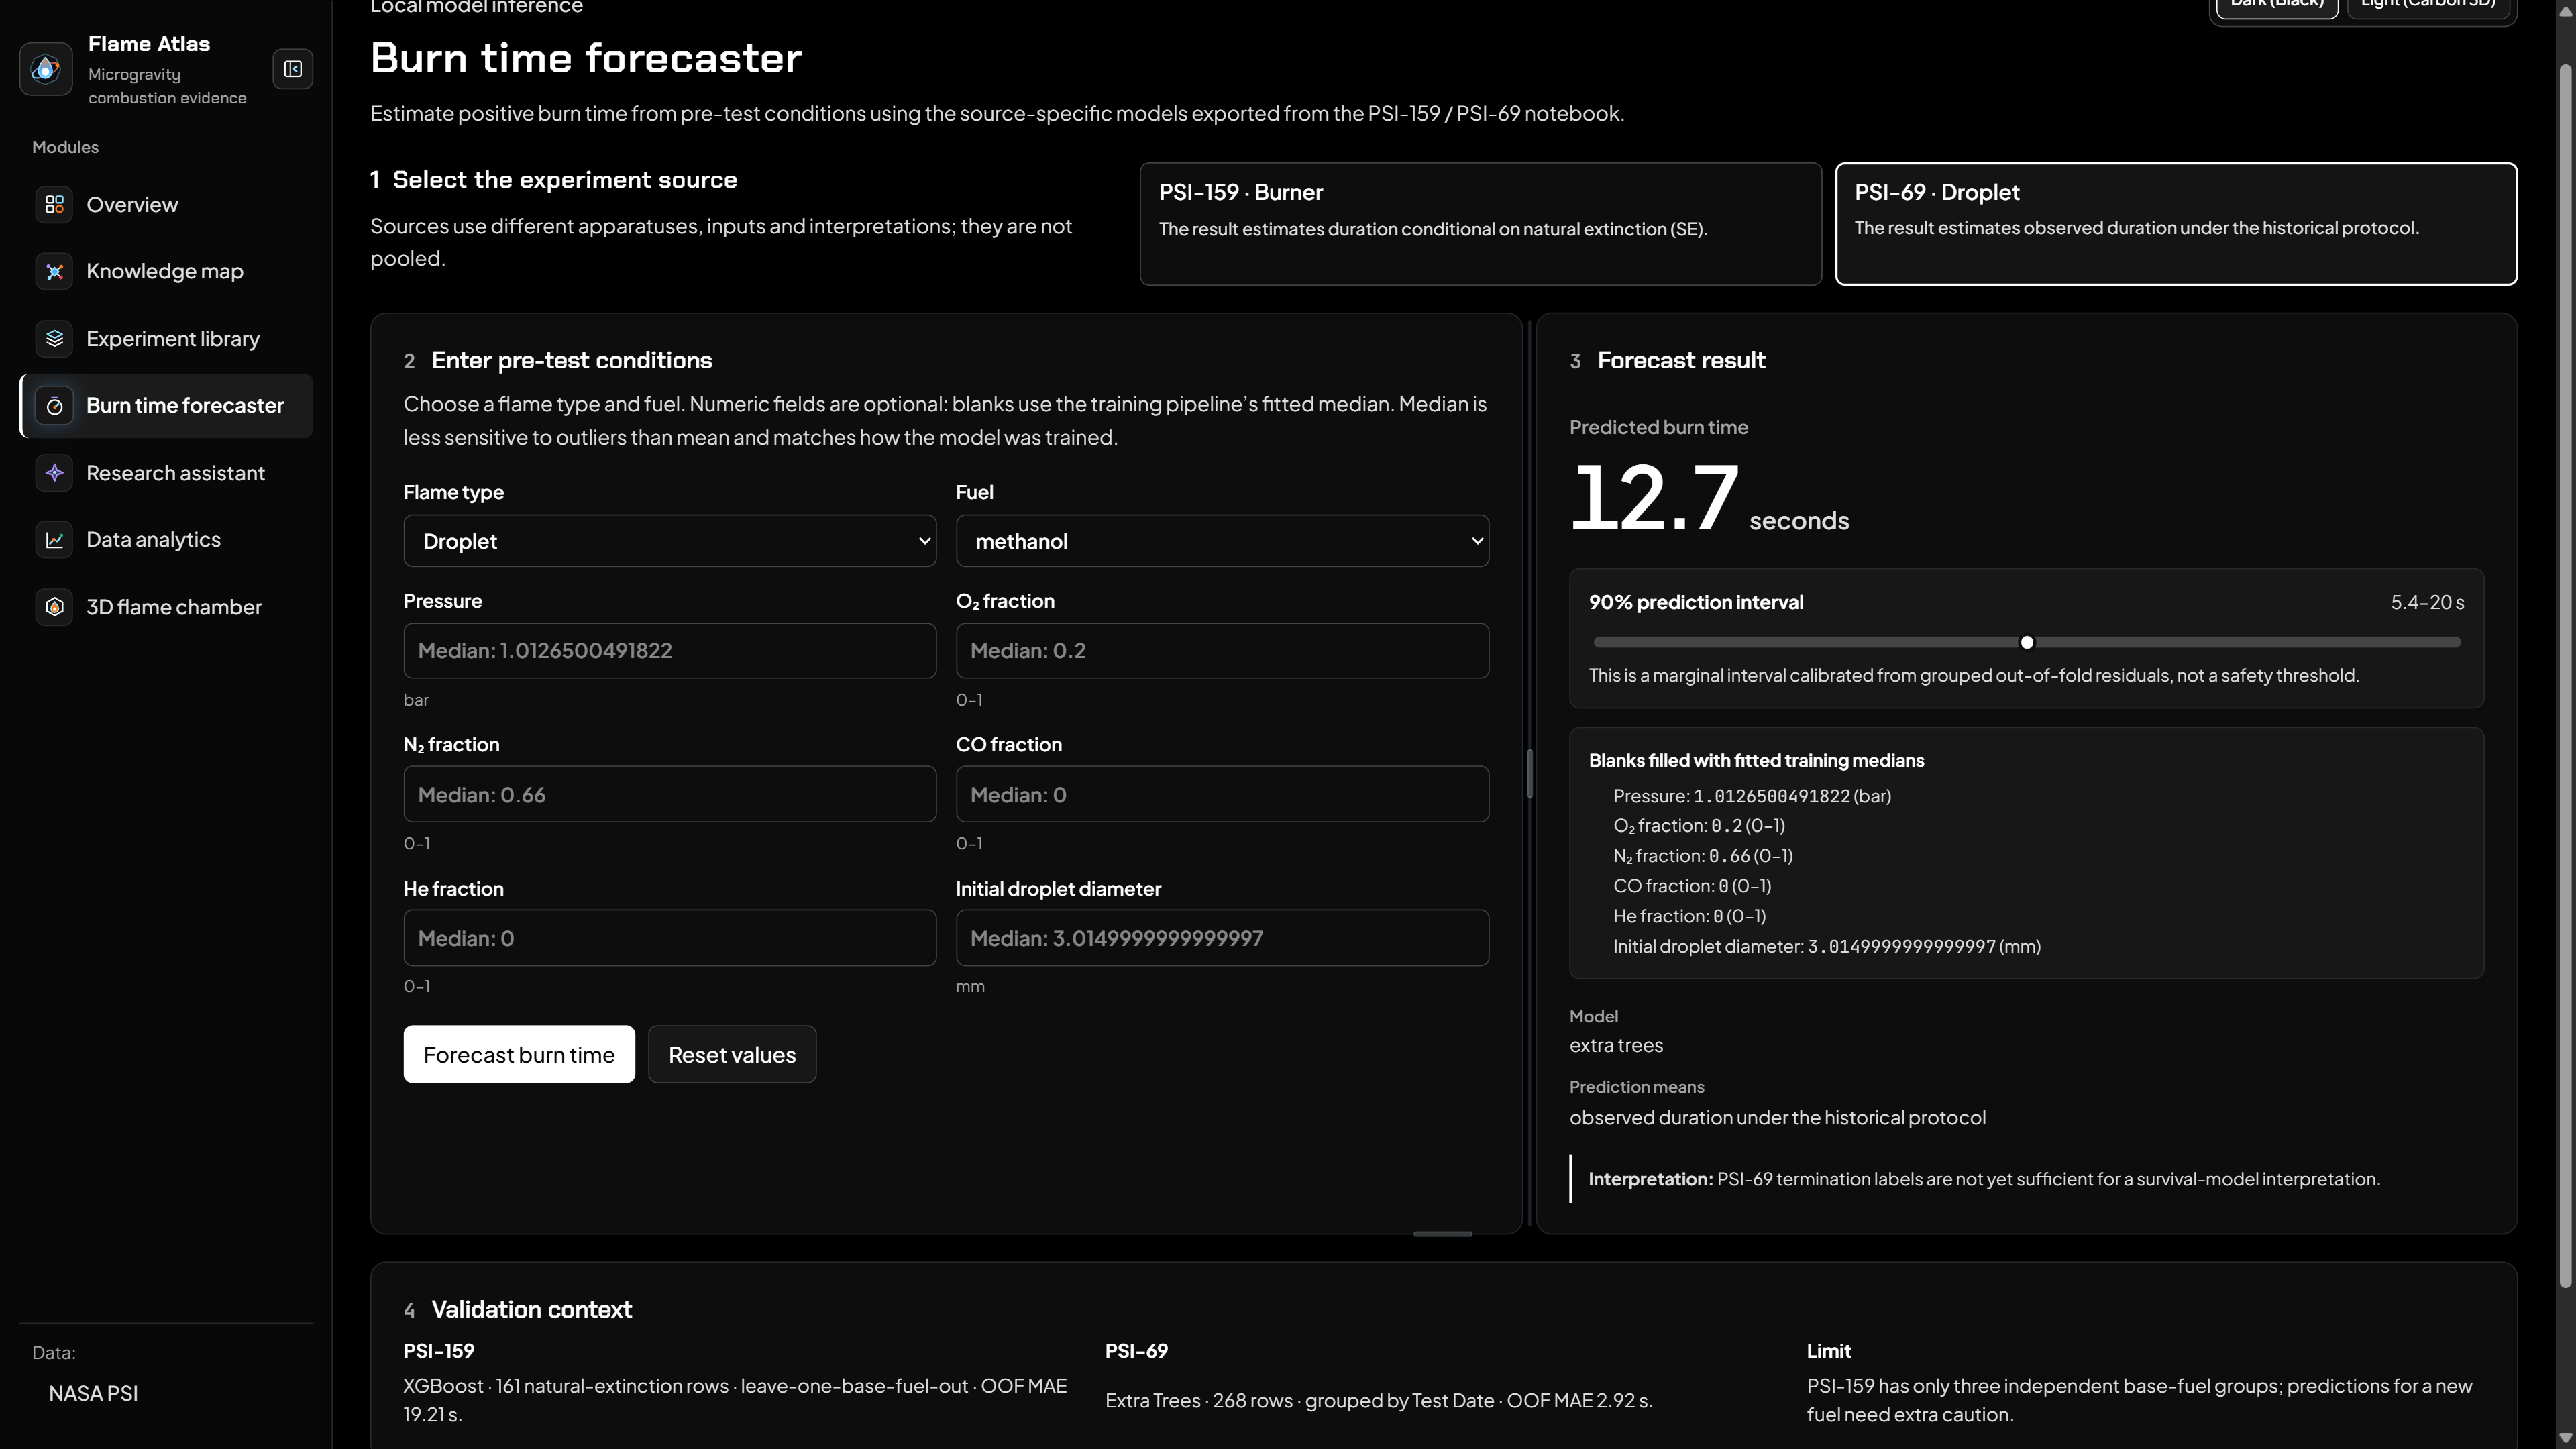 Flame Atlas
Microgravity
combustion evidence
Modules
Overview
Knowledge map
Experiment library
Burn time forecaster
Research assistant
Data analytics
3D flame chamber
Data:
NASA PSI
Local model inference
Dark (Black)
Light (Carbon 3D)
Burn time forecaster
Estimate positive burn time from pre-test conditions using the source-specific models exported from the PSI-159 / PSI-69 notebook.
1 Select the experiment source
Sources use different apparatuses, inputs and interpretations; they are not
pooled.
PSI-159 · Burner
The result estimates duration conditional on natural extinction (SE).
PSI-69 · Droplet
The result estimates observed duration under the historical protocol.
2 Enter pre-test conditions
Choose a flame type and fuel. Numeric fields are optional: blanks use the training pipeline's fitted median. Median is
less sensitive to outliers than mean and matches how the model was trained.
Flame type
Fuel
Droplet
methanol
Pressure
O₂ fraction
Median: 1.0126500491822
Median: 0.2
bar
0–1
N₂ fraction
CO fraction
Median: 0.66
Median: 0
0–1
0–1
He fraction
Initial droplet diameter
Median: 0
Median: 3.0149999999999997
0–1
mm
Forecast burn time
Reset values
3 Forecast result
Predicted burn time
12.7 seconds
90% prediction interval
5.4–20 s
This is a marginal interval calibrated from grouped out-of-fold residuals, not a safety threshold.
Blanks filled with fitted training medians
Pressure: 1.0126500491822 (bar)
O₂ fraction: 0.2 (0–1)
N₂ fraction: 0.66 (0–1)
CO fraction: 0 (0–1)
He fraction: 0 (0–1)
Initial droplet diameter: 3.0149999999999997 (mm)
Model
extra trees
Prediction means
observed duration under the historical protocol
Interpretation: PSI-69 termination labels are not yet sufficient for a survival-model interpretation.
4 Validation context
PSI-159
XGBoost · 161 natural-extinction rows · leave-one-base-fuel-out · OOF MAE
19.21 s.
PSI-69
Extra Trees · 268 rows · grouped by Test Date · OOF MAE 2.92 s.
Limit
PSI-159 has only three independent base-fuel groups; predictions for a new
fuel need extra caution.